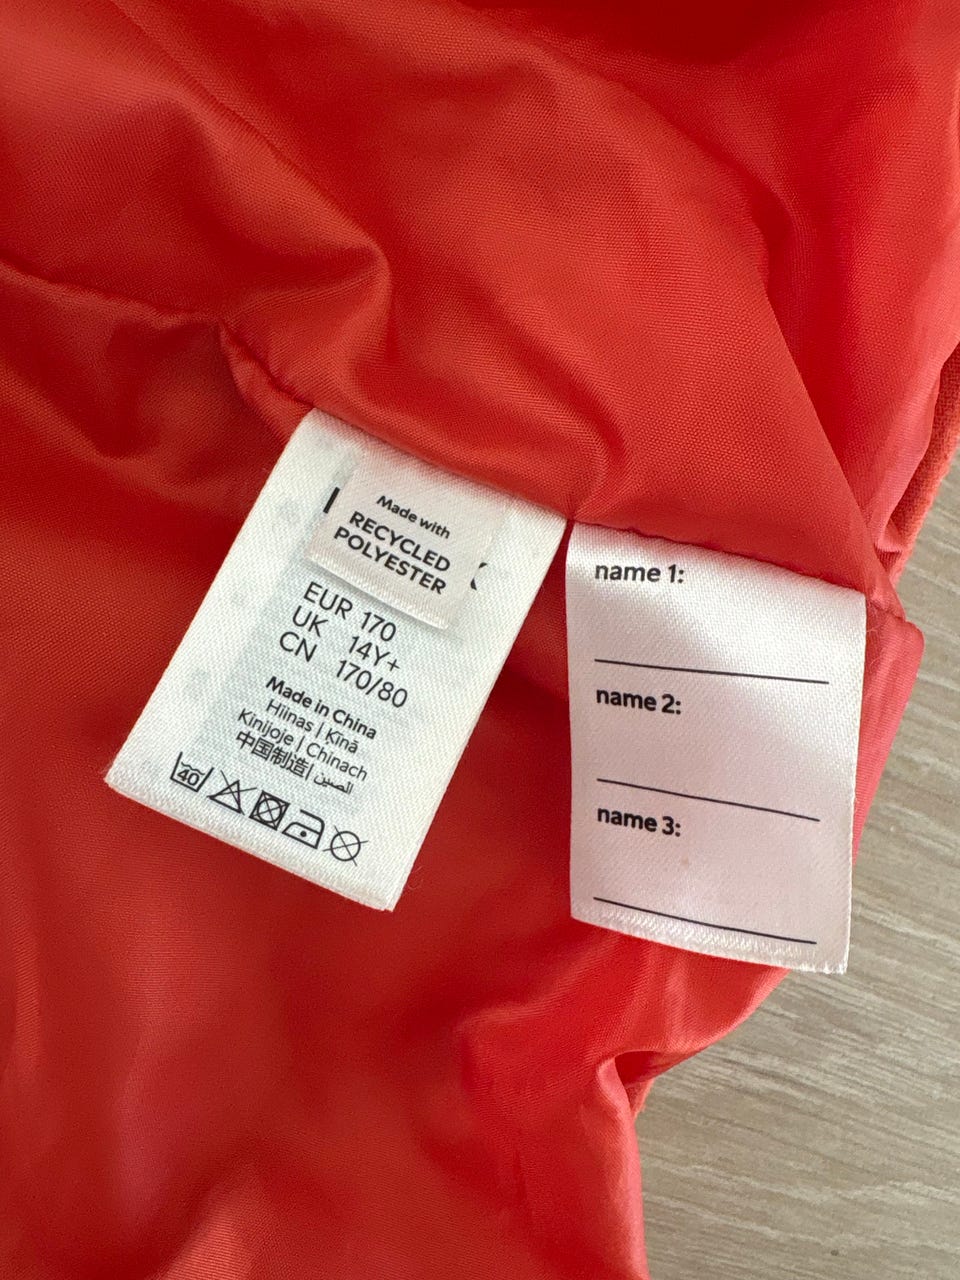 Made with
RECYCLED
POLYESTER
EUR 170
UK 14Y+
CN 170/80
Made in China
Hiinas | Ķīnā
Kinijoje | Chinach
中国制造| الصين
40
name 1:
name 2:
name 3: